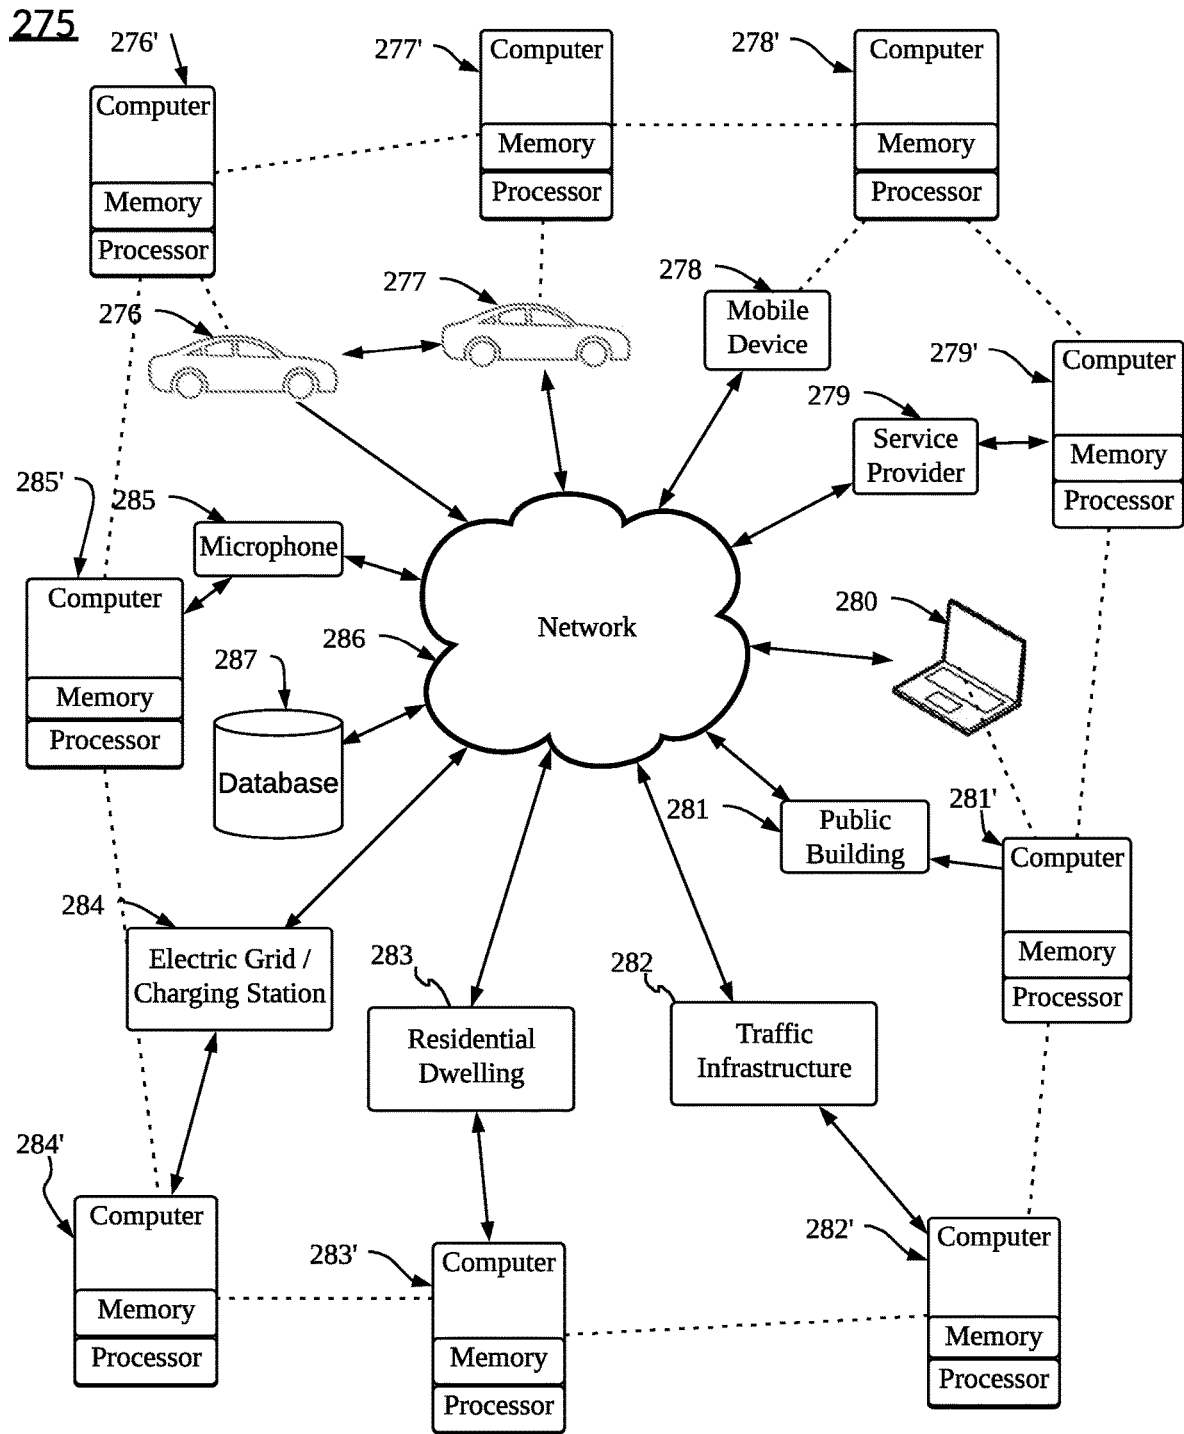 275
276'
Computer
Memory
Processor
277'
Computer
Memory
Processor
278'
Computer
Memory
Processor
276
277
278
Mobile
Device
279'
Computer
Memory
Processor
279
Service
Provider
285'
285
Microphone
Computer
Memory
Processor
286
Network
280
287
Database
281
Public
Building
281'
Computer
Memory
Processor
284
Electric Grid /
Charging Station
283
Residential
Dwelling
282
Traffic
Infrastructure
284'
Computer
Memory
Processor
283'
Computer
Memory
Processor
282'
Computer
Memory
Processor